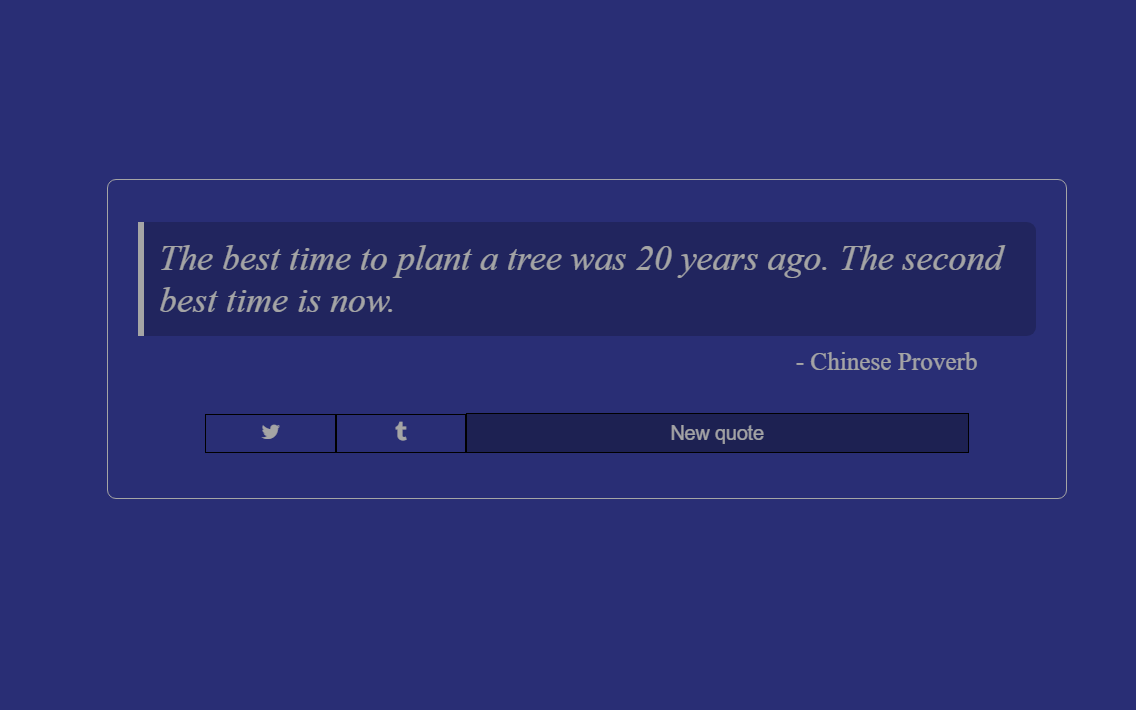 The best time to plant a tree was 20 years ago. The second
best time is now.
- Chinese Proverb
New quote